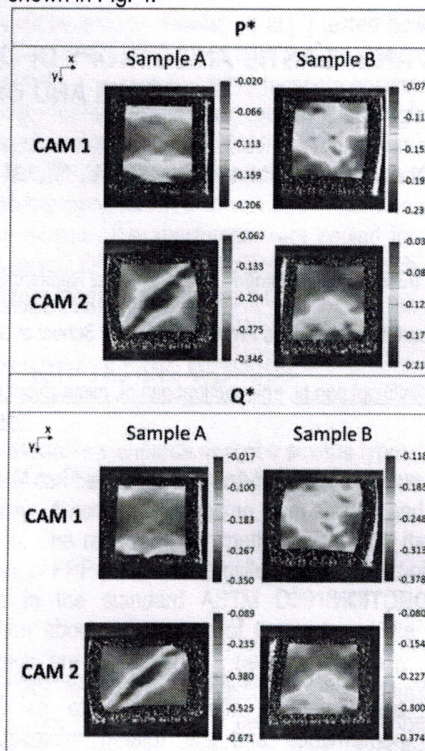 shown in Fig. 4.
P*
x
y
Sample A
Sample B
CAM 1
-0.020
-0.066
-0.113
-0.159
-0.206
CAM 2
-0.062
-0.133
-0.204
-0.275
-0.346
Q*
x
y
Sample A
Sample B
CAM 1
-0.017
-0.100
-0.183
-0.267
-0.350
-0.118
-0.183
-0.248
-0.313
-0.378
CAM 2
-0.089
-0.235
-0.380
-0.525
-0.671
-0.080
-0.154
-0.227
-0.300
-0.374